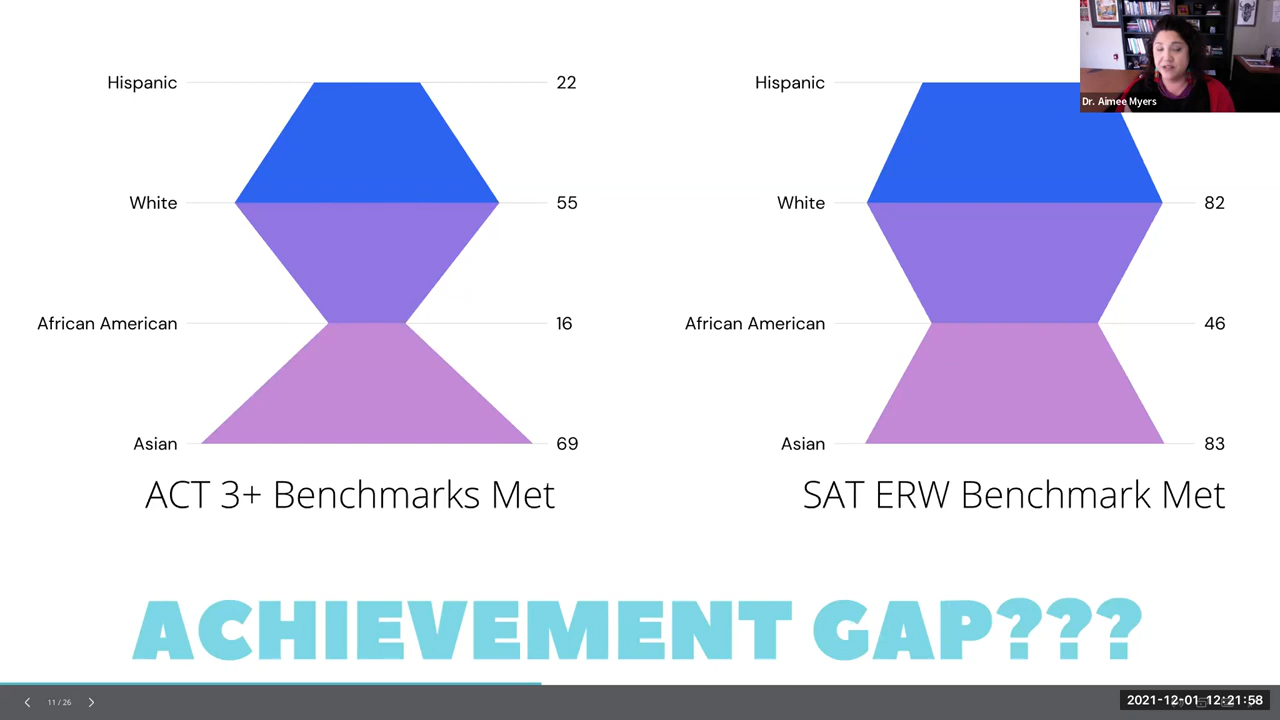 Hispanic 22
White 55
African American 16
Asian 69
ACT 3+ Benchmarks Met
Hispanic
White 82
African American 46
Asian 83
SAT ERW Benchmark Met
Dr. Aimee Myers
ACHIEVEMENT GAP???
11 / 26
2021-12-01 12:21:58